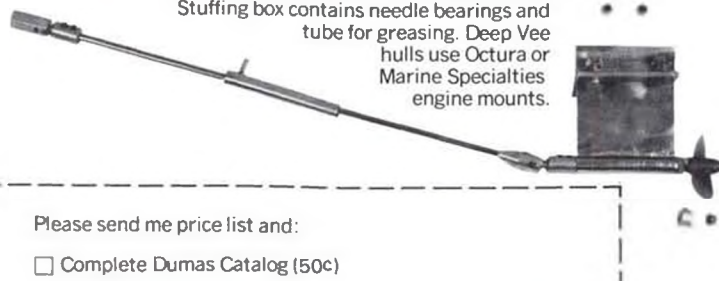 Stuffing box contains needle bearings and
tube for greasing. Deep Vee
hulls use Octura or
Marine Specialties
engine mounts.
Please send me price list and:
□ Complete Dumas Catalog (50c)